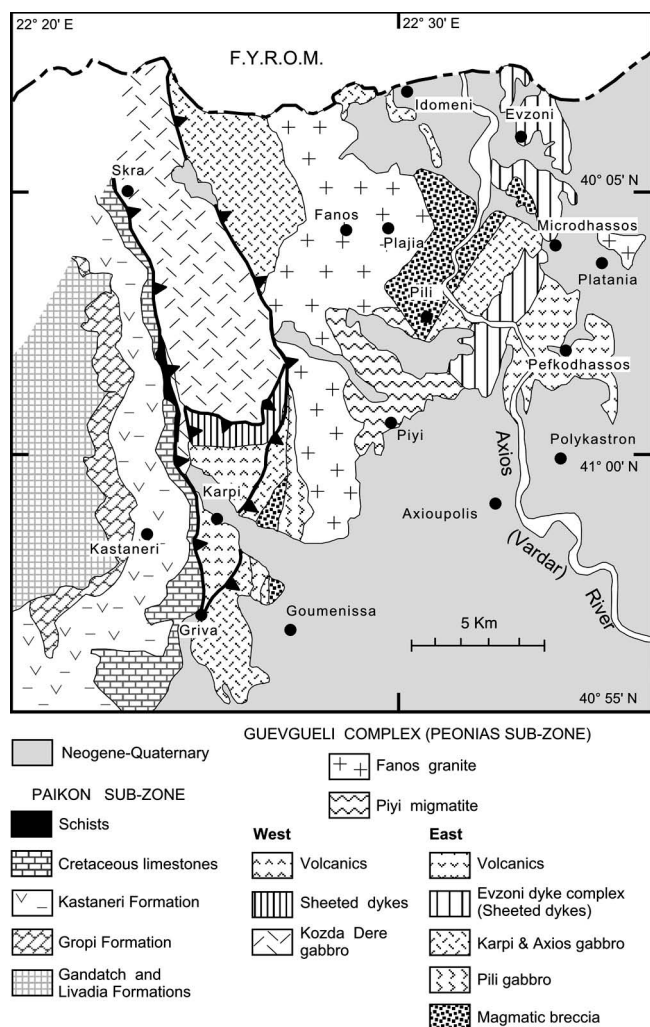 22° 20' E
22° 30' E
F.Y.R.O.M.
Idomeni
Evzoni
Skra
40° 05' N
Fanos
Plajia
Microdhassos
Platania
Pili
Pefkodhassos
Piyi
Axios
Polykastron
41° 00' N
Karpi
Axioupolis
Kastaneri
(Vardar)
River
Goumenissa
Griva
5 Km
40° 55' N
GUEVGUELI COMPLEX (PEONIAS SUB-ZONE)
Neogene-Quaternary
Fanos granite
PAIKON SUB-ZONE
Piyi migmatite
Schists
West
East
Cretaceous limestones
Volcanics
Volcanics
Kastaneri Formation
Sheeted dykes
Evzoni dyke complex
(Sheeted dykes)
Gropi Formation
Kozda Dere
gabbro
Karpi & Axios gabbro
Gandatch and
Livadia Formations
Pili gabbro
Magmatic breccia